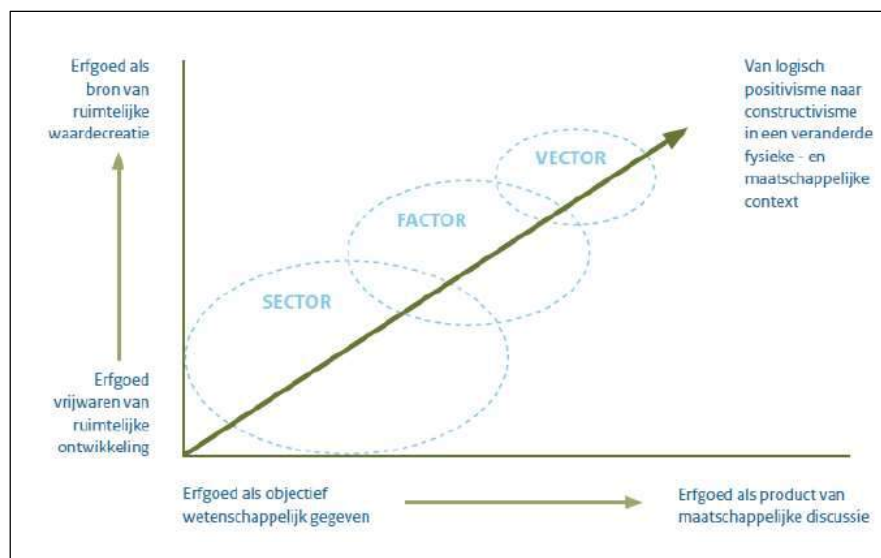 Erfgoed als
bron van
ruimtelijke
waardecreatie
Van logisch
positivisme naar
constructivisme
in een veranderde
fysieke - en
maatschappelijke
context
VECTOR
FACTOR
SECTOR
Erfgoed
vrijwaren van
ruimtelijke
ontwikkeling
Erfgoed als objectief
wetenschappelijk gegeven
Erfgoed als product van
maatschappelijke discussie